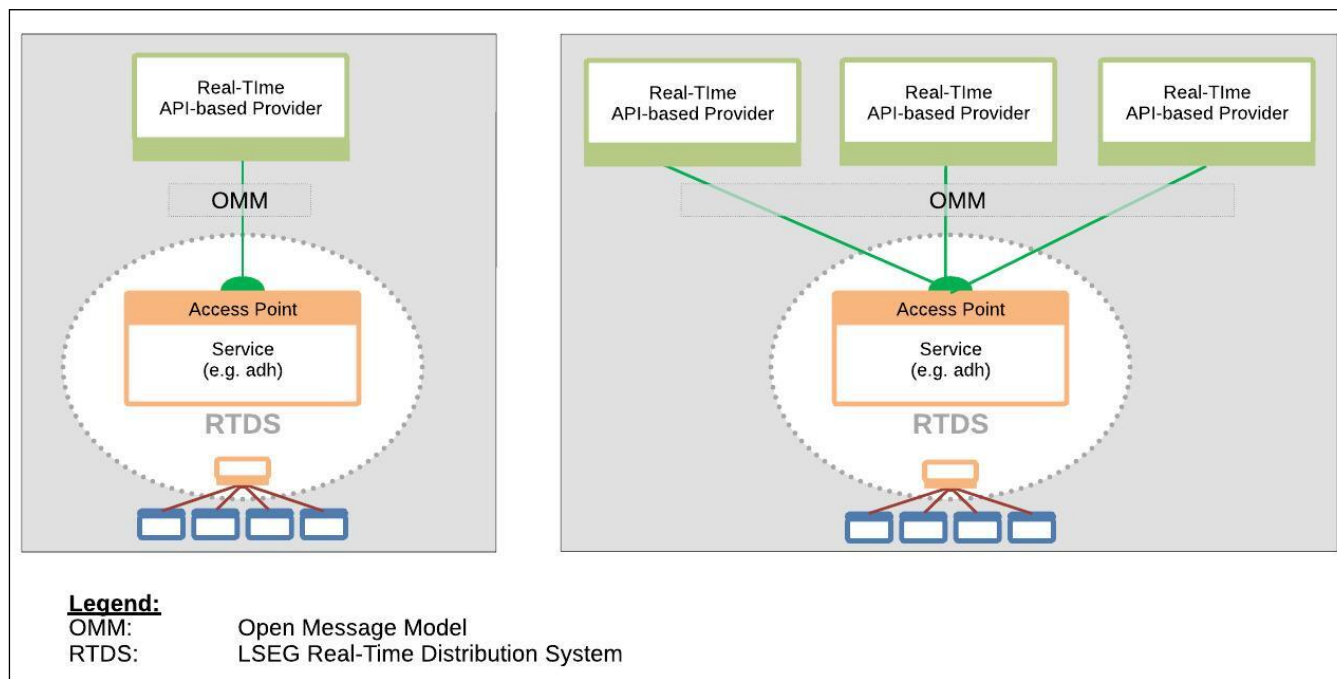 Real-TIme
API-based Provider
OMM
Access Point
Service
(e.g. adh)
RTDS
Real-tIme
API-based Provider
Real-tIme
API-based Provider
Real-tIme
API-based Provider
OMM
Access Point
Service
(e.g. adh)
RTDS
Legend:
OMM: Open Message Model
RTDS: LSEG Real-Time Distribution System